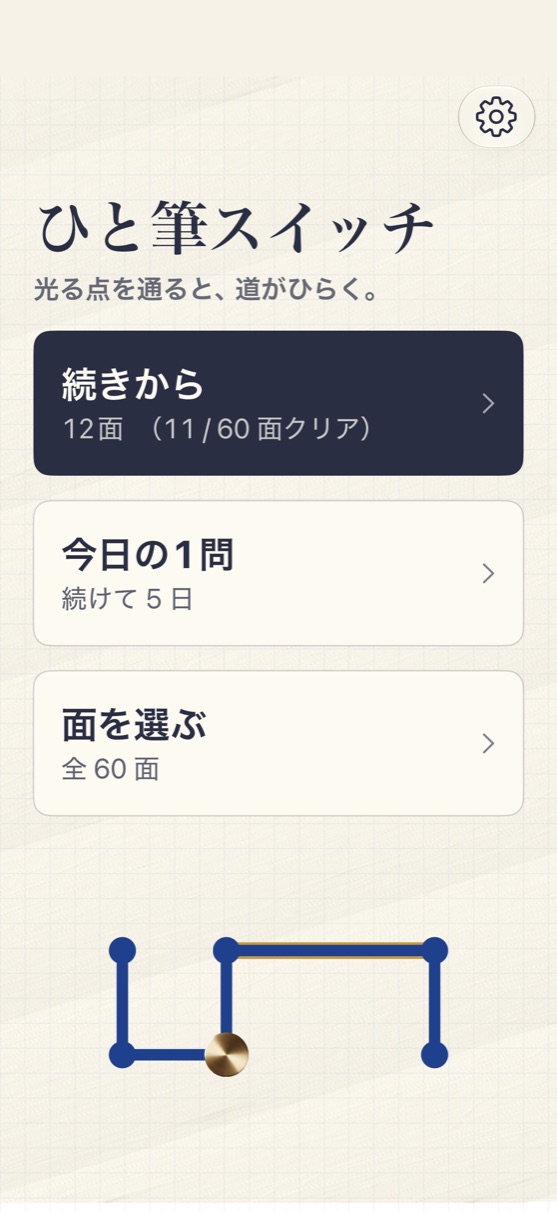 ひと筆スイッチ
光る点を通ると、道がひらく。
続きから
12面 （11 / 60 面クリア）
今日の1問
続けて 5 日
面を選ぶ
全 60 面